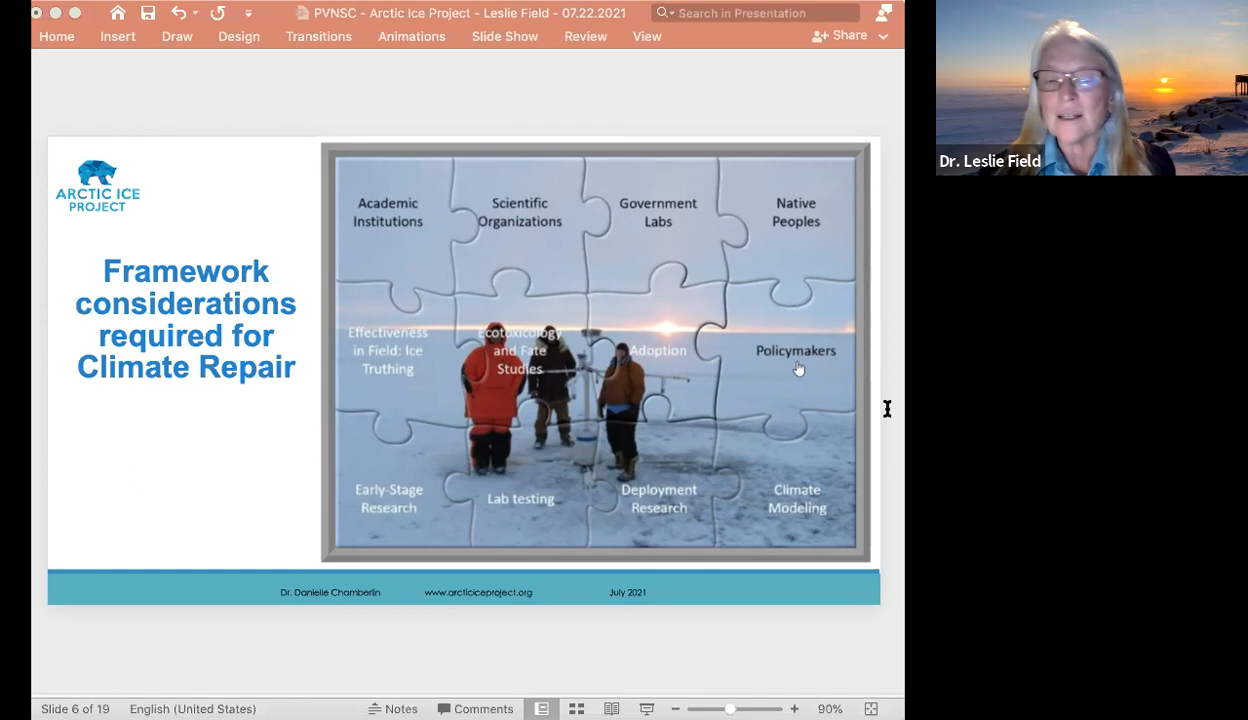 PVNSC - Arctic Ice Project - Leslie Field - 07.22.2021
Search in Presentation
Home Insert Draw Design Transitions Animations Slide Show Review View Share
Dr. Leslie Field
ARCTIC ICE
PROJECT
Framework
considerations
required for
Climate Repair
Academic
Institutions
Scientific
Organizations
Government
Labs
Native
Peoples
Effectiveness
in Field: Ice
Truthing
Ecotoxicology
and Fate
Studies
Adoption
Policymakers
Early-Stage
Research
Lab testing
Deployment
Research
Climate
Modeling
Dr. Danielle Chamberlin www.arcticiceproject.org July 2021
Slide 6 of 19 English (United States) Notes Comments 90%